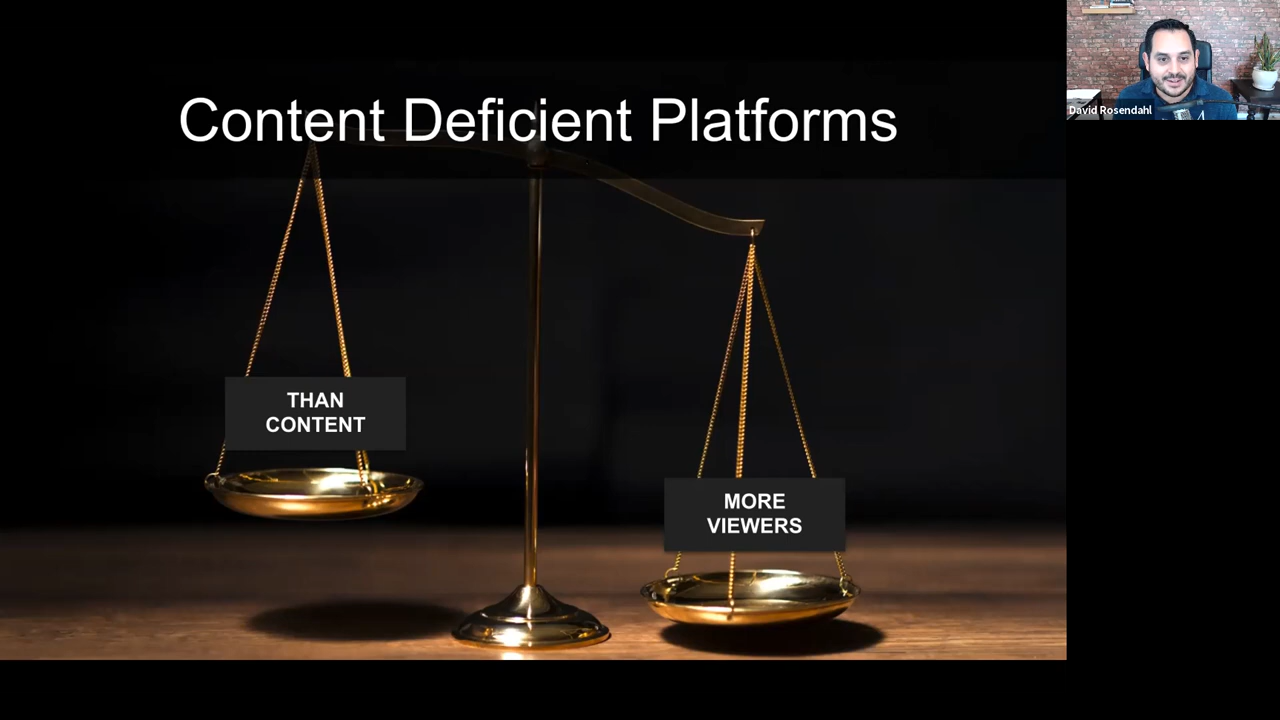 Content Deficient Platforms
David Rosendahl
THAN
CONTENT
MORE
VIEWERS